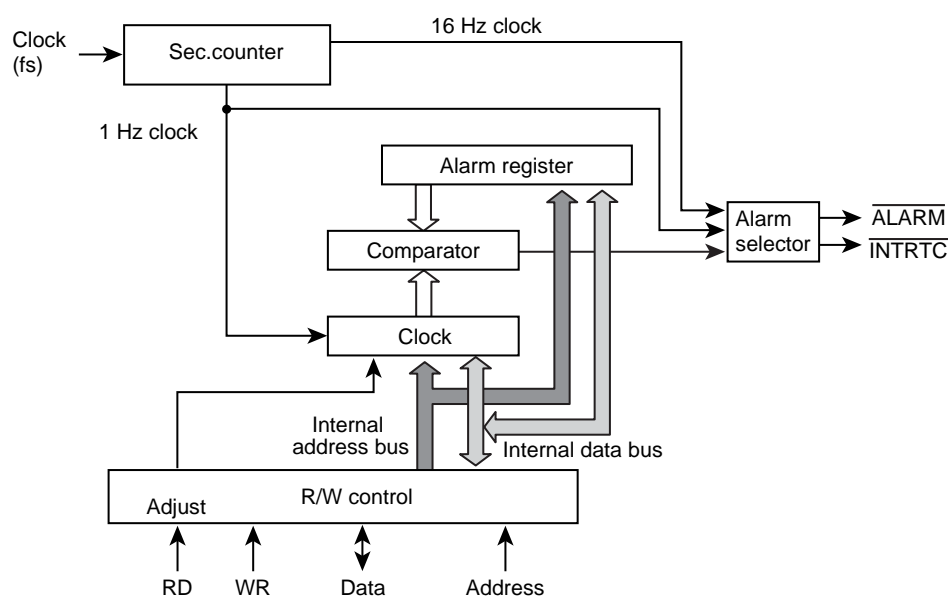 16 Hz clock
Clock
(fs)
Sec.counter
1 Hz clock
Alarm register
Alarm
selector
ALARM
INTRTC
Comparator
Clock
Internal
address bus
Internal data bus
R/W control
Adjust
RD
WR
Data
Address